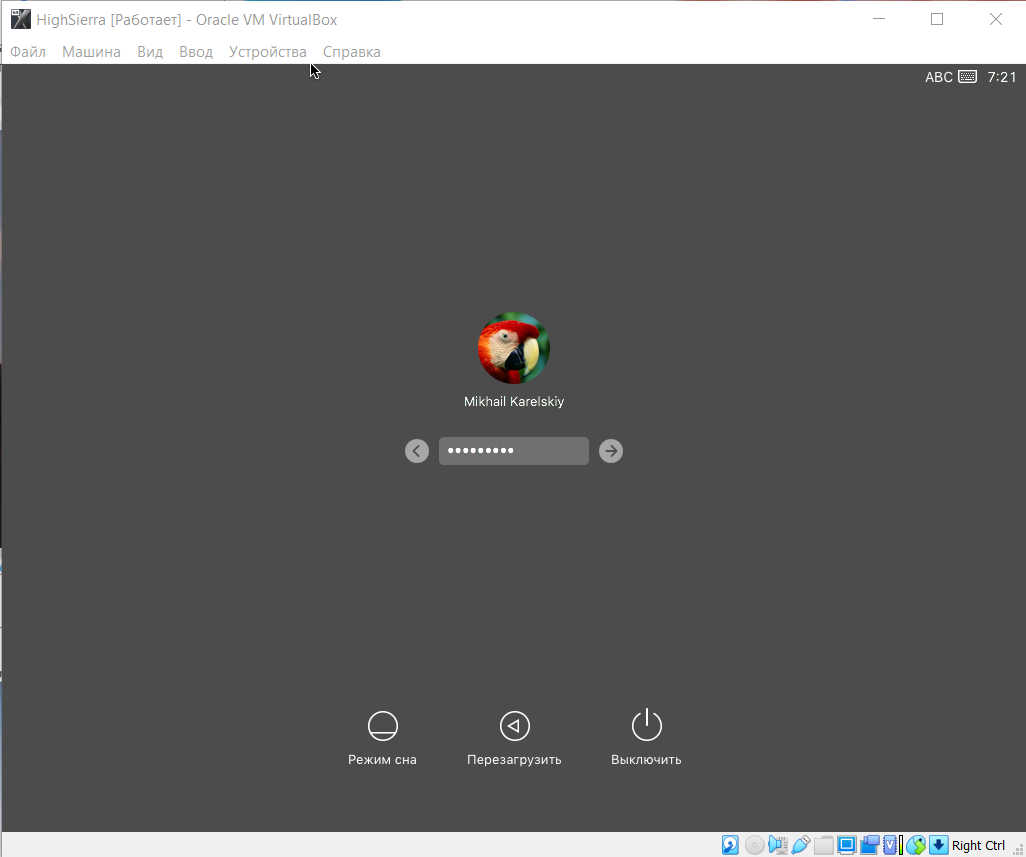 HighSierra [Работает] - Oracle VM VirtualBox
Файл Машина Вид Ввод Устройства Справка
ABC 7:21
Mikhail Karelskiy
•••••••••
Режим сна Перезагрузить Выключить
Right Ctrl